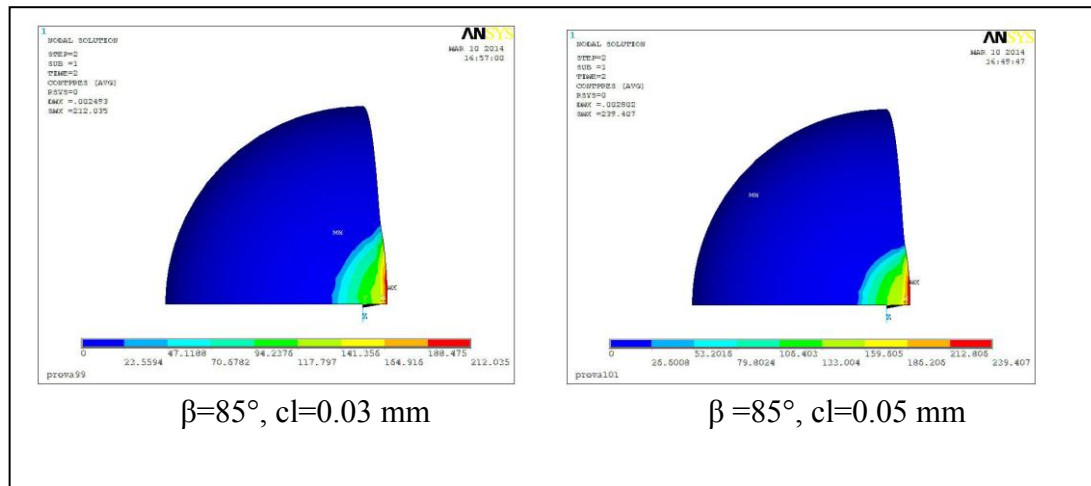 1
NODAL SOLUTION
STEP=2
SUB =1
TIME=2
CONTPRES (AVG)
RSYS=0
DMX =.002493
SMX =212.035
ANSYS
MAR 10 2014
16:57:00
MN
MX
Z
0
22.5594
47.1188
70.6782
94.2376
117.797
141.356
164.916
188.475
212.035
prova99
β=85°, cl=0.03 mm
1
NODAL SOLUTION
STEP=2
SUB =1
TIME=2
CONTPRES (AVG)
RSYS=0
DMX =.002802
SMX =239.407
ANSYS
MAR 10 2014
16:49:47
MN
MX
Z
0
26.6008
53.2016
79.8024
106.403
133.004
159.605
186.205
212.806
239.407
prova101
β =85°, cl=0.05 mm